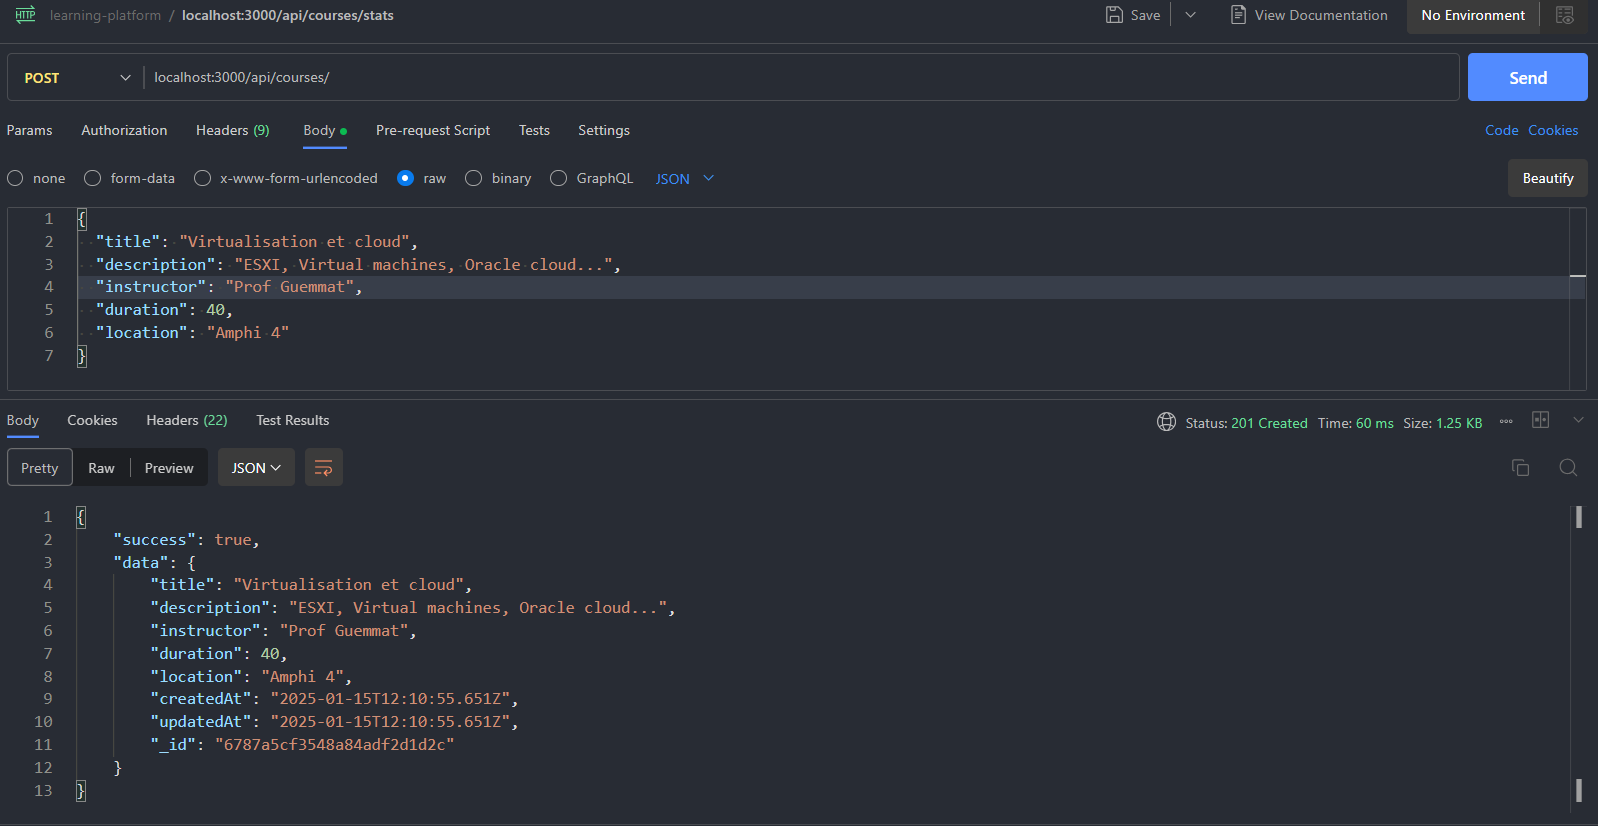 HTTP learning-platform / localhost:3000/api/courses/stats Save View Documentation No Environment
POST localhost:3000/api/courses/ Send
Params Authorization Headers (9) Body Pre-request Script Tests Settings Code Cookies
none form-data x-www-form-urlencoded raw binary GraphQL JSON Beautify
1 {
2 "title": "Virtualisation et cloud",
3 "description": "ESXI, Virtual machines, Oracle cloud...",
4 "instructor": "Prof Guemmat",
5 "duration": 40,
6 "location": "Amphi 4"
7 }
Body Cookies Headers (22) Test Results Status: 201 Created Time: 60 ms Size: 1.25 KB
Pretty Raw Preview JSON
1 {
2 "success": true,
3 "data": {
4 "title": "Virtualisation et cloud",
5 "description": "ESXI, Virtual machines, Oracle cloud...",
6 "instructor": "Prof Guemmat",
7 "duration": 40,
8 "location": "Amphi 4",
9 "createdAt": "2025-01-15T12:10:55.651Z",
10 "updatedAt": "2025-01-15T12:10:55.651Z",
11 "_id": "6787a5cf3548a84adf2d1d2c"
12 }
13 }